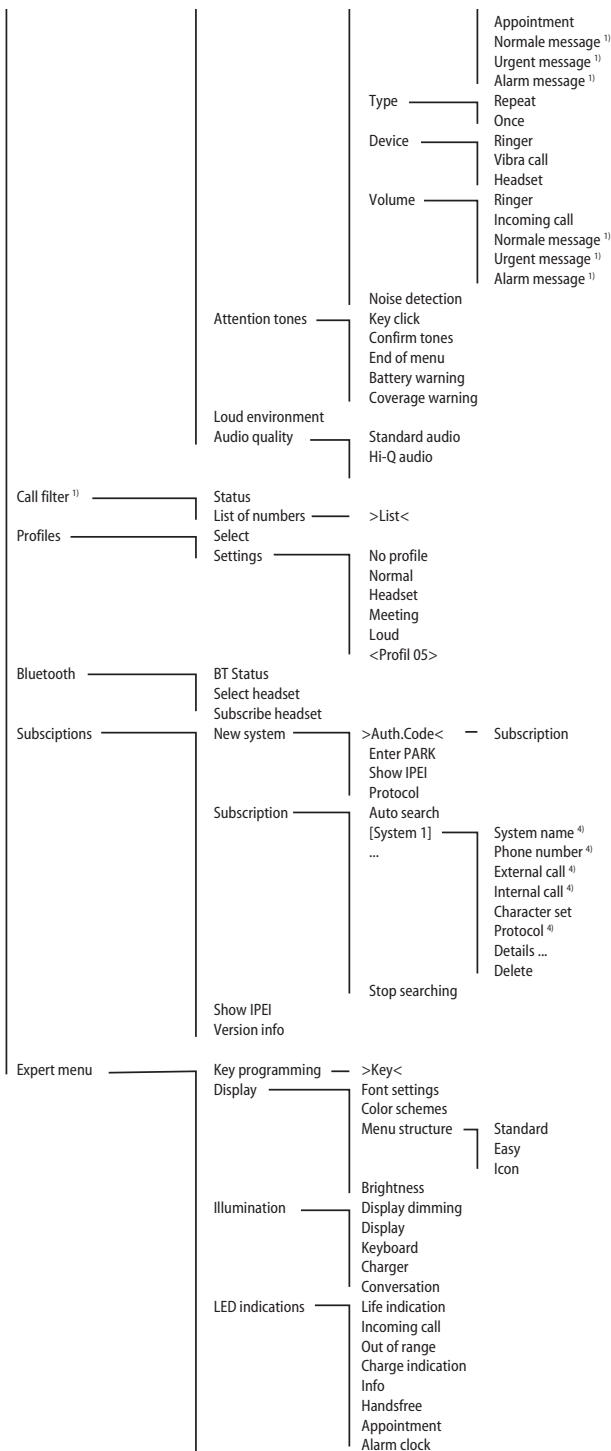 Appointment
Normale message 1)
Urgent message 1)
Alarm message 1)
Type Repeat
Once
Device Ringer
Vibra call
Headset
Volume Ringer
Incoming call
Normale message 1)
Urgent message 1)
Alarm message 1)
Noise detection
Attention tones Key click
Confirm tones
End of menu
Battery warning
Coverage warning
Loud environment
Audio quality Standard audio
Hi-Q audio
Call filter 1) Status
List of numbers >List<
Profiles Select
Settings No profile
Normal
Headset
Meeting
Loud
<Profil 05>
Bluetooth BT Status
Select headset
Subscribe headset
Subsciptions New system >Auth.Code< Subscription
Enter PARK
Show IPEI
Protocol
Subscription Auto search
[System 1] System name 4)
... Phone number 4)
External call 4)
Internal call 4)
Character set
Protocol 4)
Details ...
Delete
Stop searching
Show IPEI
Version info
Expert menu Key programming >Key<
Display Font settings
Color schemes
Menu structure Standard
Easy
Icon
Brightness
Illumination Display dimming
Display
Keyboard
Charger
Conversation
LED indications Life indication
Incoming call
Out of range
Charge indication
Info
Handsfree
Appointment
Alarm clock